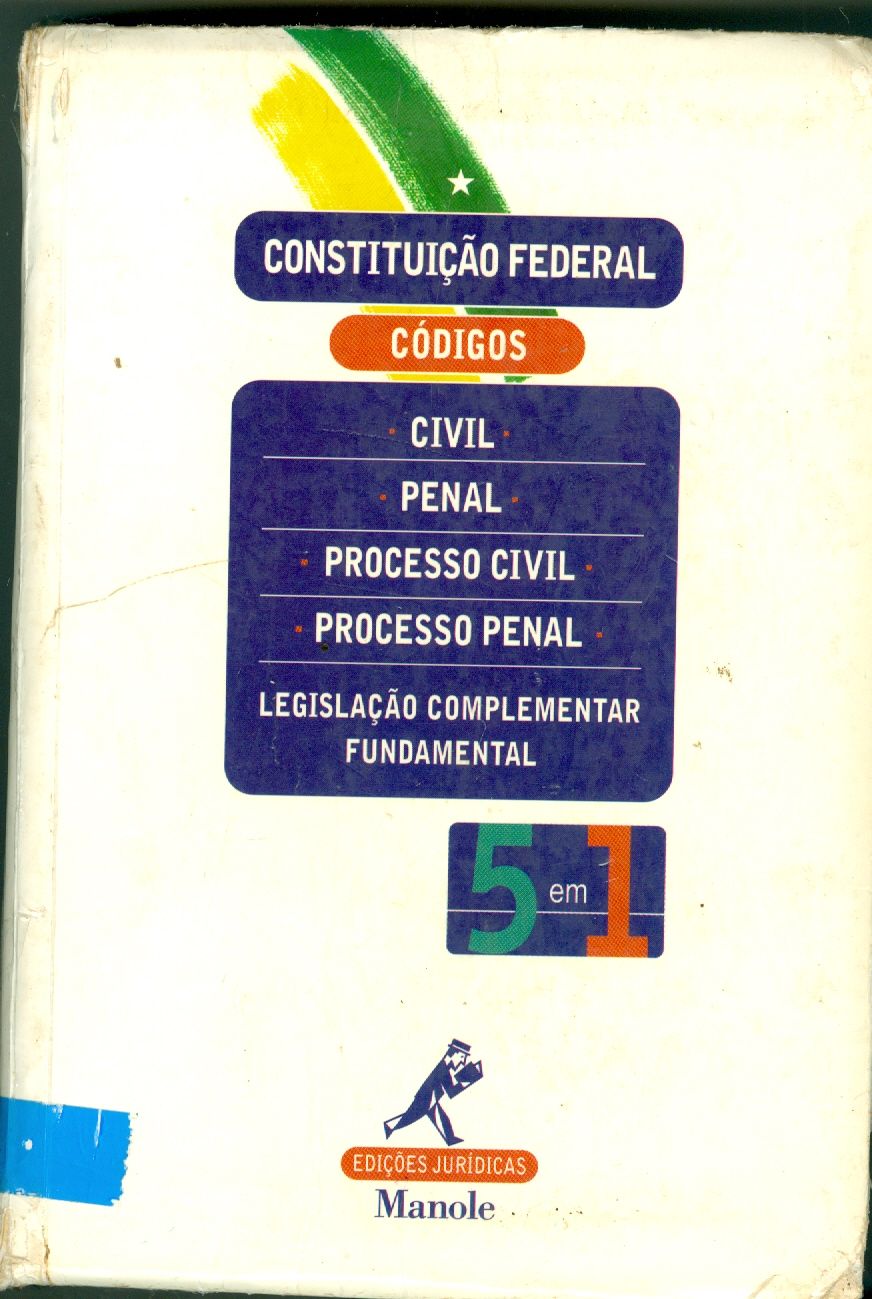 CONSTITUIÇÃO FEDERAL
CÓDIGOS
· CIVIL ·
· PENAL ·
· PROCESSO CIVIL ·
· PROCESSO PENAL ·
LEGISLAÇÃO COMPLEMENTAR
FUNDAMENTAL
5 em 1
EDIÇÕES JURÍDICAS
Manole